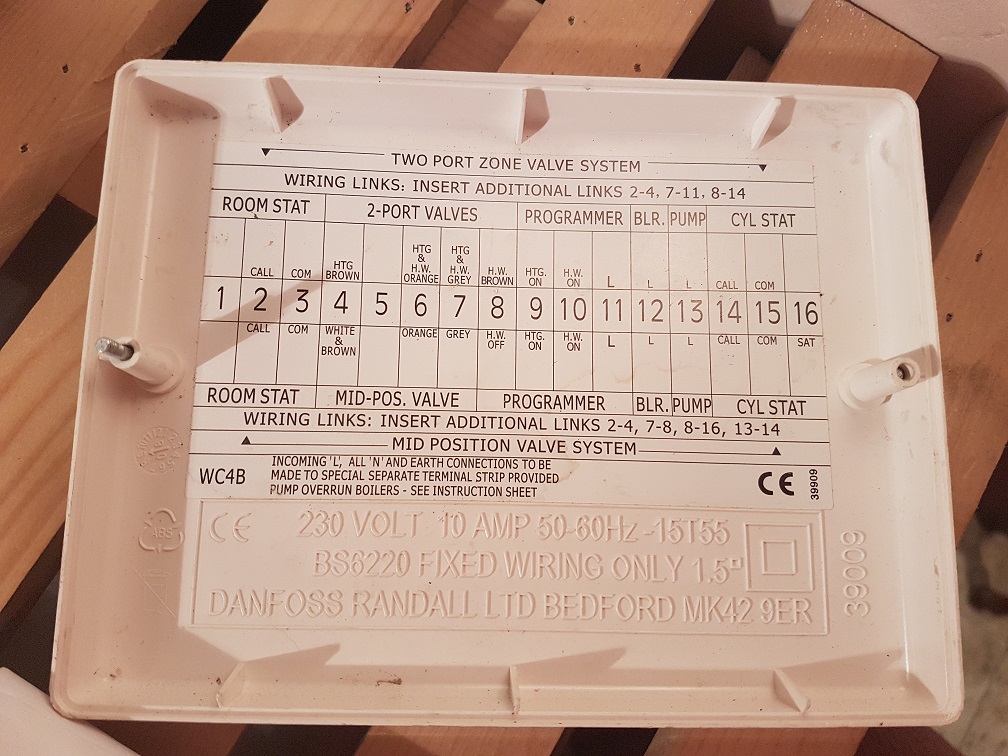 TWO PORT ZONE VALVE SYSTEM
WIRING LINKS: INSERT ADDITIONAL LINKS 2-4, 7-11, 8-14
ROOM STAT 2-PORT VALVES PROGRAMMER BLR. PUMP CYL STAT
CALL COM HTG BROWN HTG & H.W. ORANGE HTG & H.W. GREY H.W. BROWN HTG. ON H.W. ON L L L CALL COM
1 2 3 4 5 6 7 8 9 10 11 12 13 14 15 16
CALL COM WHITE & BROWN ORANGE GREY H.W. OFF HTG. ON H.W. ON L L L CALL COM SAT
ROOM STAT MID-POS. VALVE PROGRAMMER BLR. PUMP CYL STAT
WIRING LINKS: INSERT ADDITIONAL LINKS 2-4, 7-8, 8-16, 13-14
MID POSITION VALVE SYSTEM
WC4B
INCOMING 'L', ALL 'N' AND EARTH CONNECTIONS TO BE
MADE TO SPECIAL SEPARATE TERMINAL STRIP PROVIDED
PUMP OVERRUN BOILERS - SEE INSTRUCTION SHEET
CE
39909
CE 230 VOLT 10 AMP 50-60Hz -15T55
BS6220 FIXED WIRING ONLY 1.5"
DANFOSS RANDALL LTD BEDFORD MK42 9ER
39009
ABS